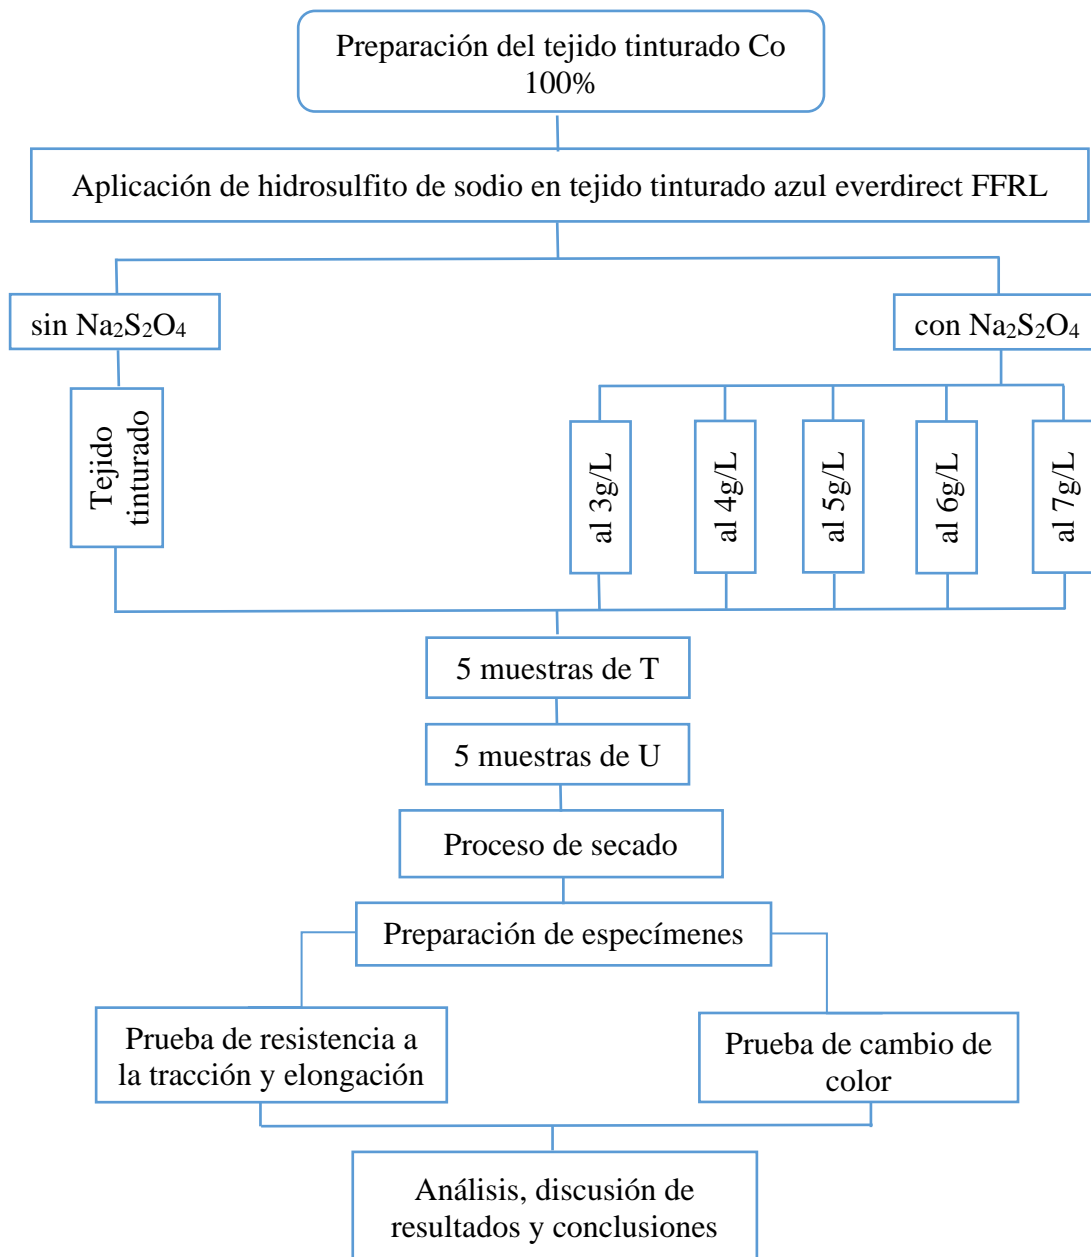 Preparación del tejido tinturado Co
100%
Aplicación de hidrosulfito de sodio en tejido tinturado azul everdirect FFRL
sin Na₂S₂O₄
con Na₂S₂O₄
Tejido
tinturado
al 3g/L
al 4g/L
al 5g/L
al 6g/L
al 7g/L
5 muestras de T
5 muestras de U
Proceso de secado
Preparación de especímenes
Prueba de resistencia a
la tracción y elongación
Prueba de cambio de
color
Análisis, discusión de
resultados y conclusiones